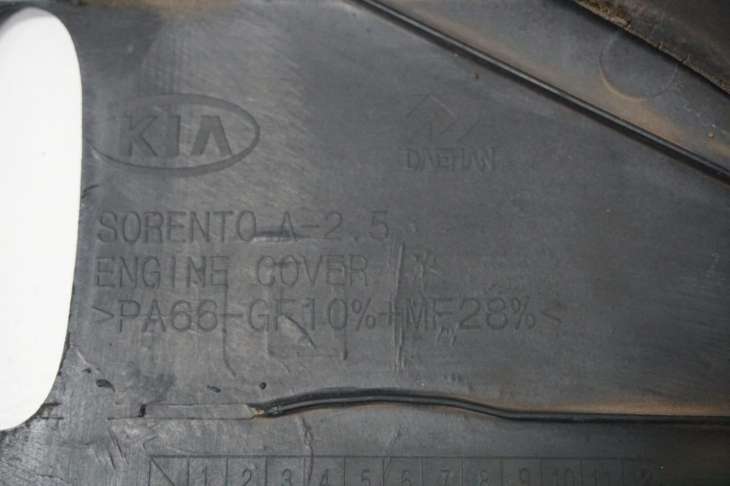 KIA
DAEHAN
SORENTO A-2.5
ENGINE COVER
>PA66-GF10%+MF28%<
1 2 3 4 5 6 7 8 9 10 11